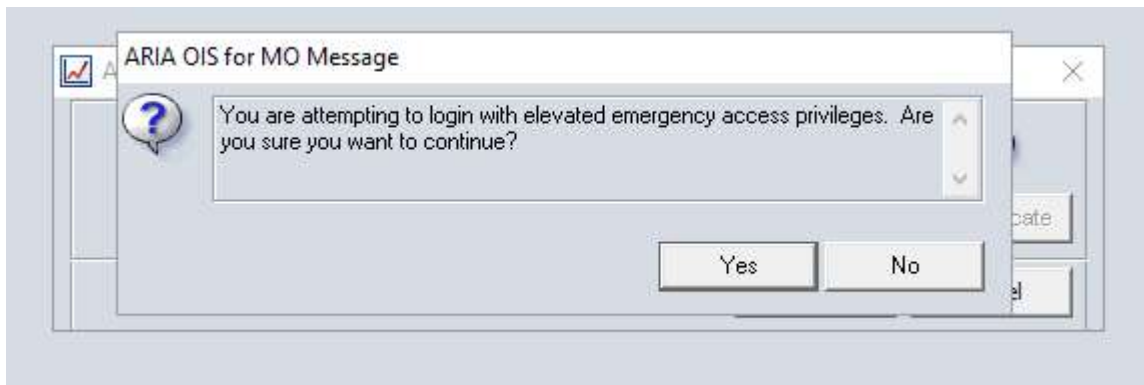 ARIA OIS for MO Message
You are attempting to login with elevated emergency access privileges.  Are
you sure you want to continue?
Yes
No